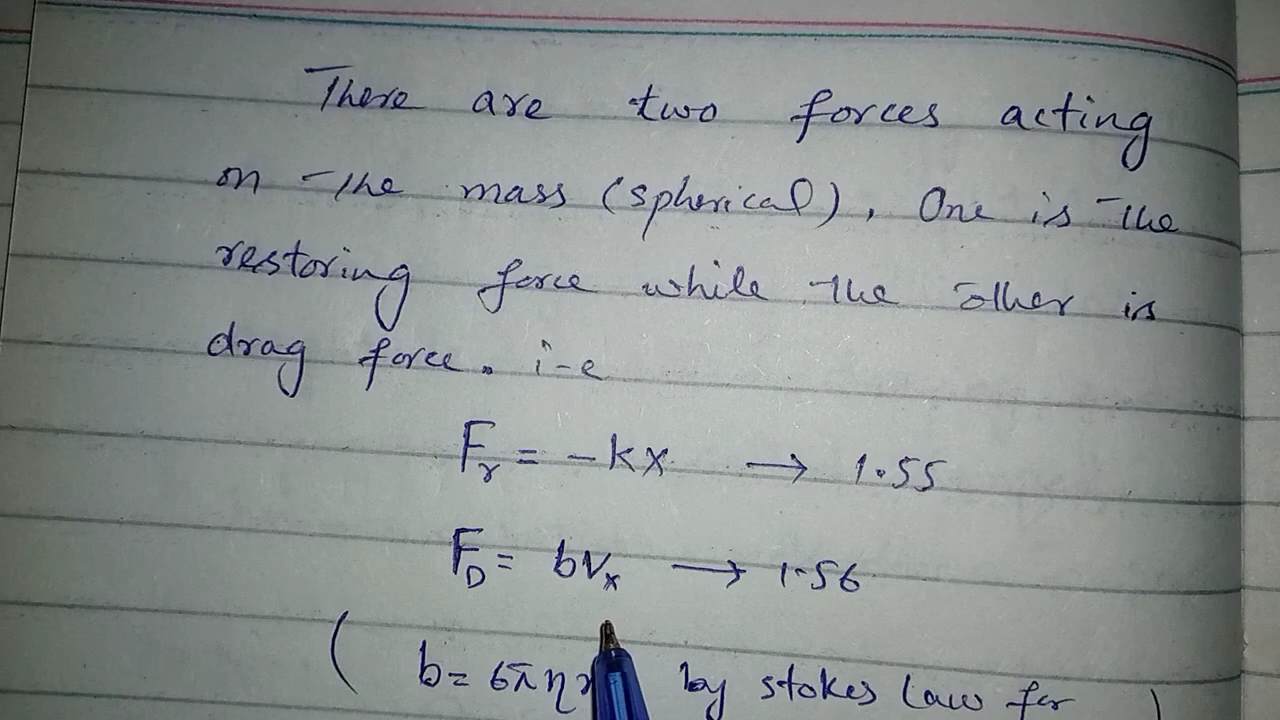 There are two forces acting
on the mass (spherical). One is the
restoring force while the other is
drag force. i-e
Fᵣ = -kx → 1.55
F_D = bvₓ → 1.56
( b = 6πη by stokes law for )